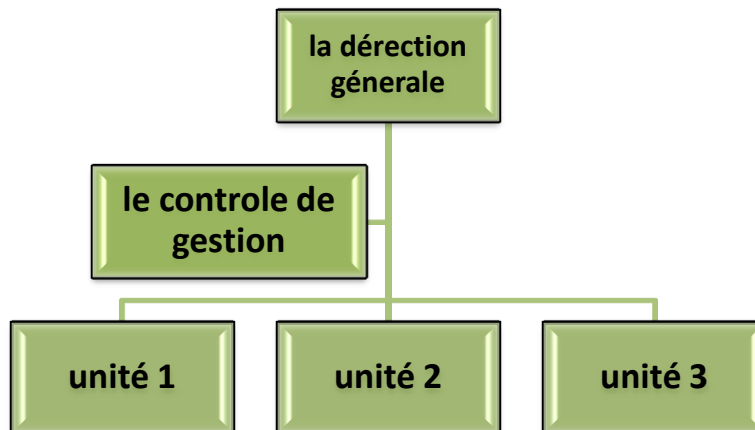 la dérection
génerale
le controle de
gestion
unité 1
unité 2
unité 3